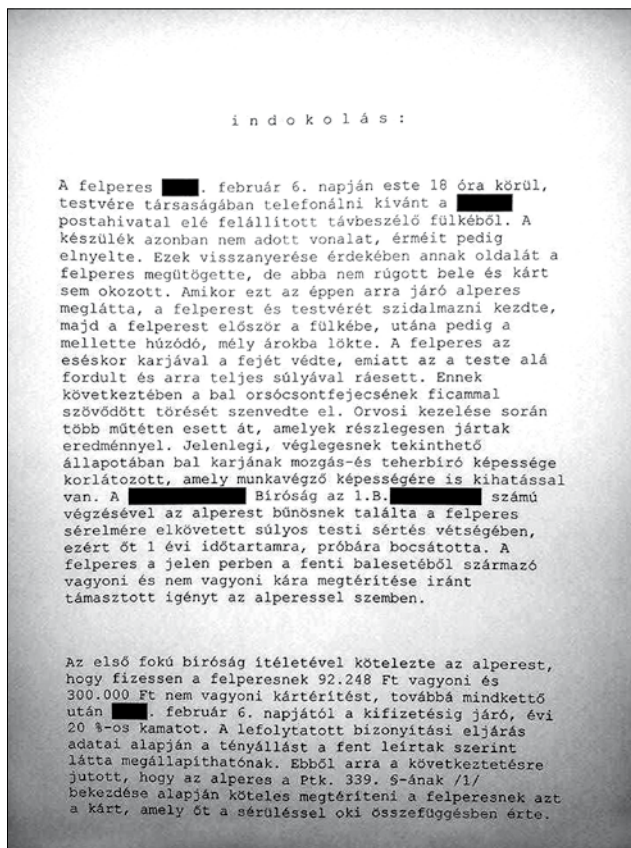 i n d o k o l á s :
A felperes . február 6. napján este 18 óra körül,
testvére társaságában telefonálni kívánt a
postahivatal elé felállított távbeszélő fülkéből. A
készülék azonban nem adott vonalat, érméit pedig
elnyelte. Ezek visszanyerése érdekében annak oldalát a
felperes megütögette, de abba nem rúgott bele és kárt
sem okozott. Amikor ezt az éppen arra járó alperes
meglátta, a felperest és testvérét szidalmazni kezdte,
majd a felperest először a fülkébe, utána pedig a
mellette húzódó, mély árokba lökte. A felperes az
eséskor karjával a fejét védte, emiatt az a teste alá
fordult és arra teljes súlyával ráesett. Ennek
következtében a bal orsócsontfejecsének ficammal
szövődött törését szenvedte el. Orvosi kezelése során
több műtéten esett át, amelyek részlegesen jártak
eredménnyel. Jelenlegi, véglegesnek tekinthető
állapotában bal karjának mozgás-és teherbíró képessége
korlátozott, amely munkavégző képességére is kihatással
van. A Bíróság az 1.B. számú
végzésével az alperest bűnösnek találta a felperes
sérelmére elkövetett súlyos testi sértés vétségében,
ezért őt 1 évi időtartamra, próbára bocsátotta. A
felperes a jelen perben a fenti balesetéből származó
vagyoni és nem vagyoni kára megtérítése iránt
támasztott igényt az alperessel szemben.
Az első fokú bíróság ítéletével kötelezte az alperest,
hogy fizessen a felperesnek 92.248 Ft vagyoni és
300.000 Ft nem vagyoni kártérítést, továbbá mindkettő
után . február 6. napjától a kifizetésig járó, évi
20 %-os kamatot. A lefolytatott bizonyítási eljárás
adatai alapján a tényállást a fent leírtak szerint
látta megállapíthatónak. Ebből arra a következtetésre
jutott, hogy az alperes a Ptk. 339. §-ának /1/
bekezdése alapján köteles megtéríteni a felperesnek azt
a kárt, amely őt a sérüléssel oki összefüggésben érte.